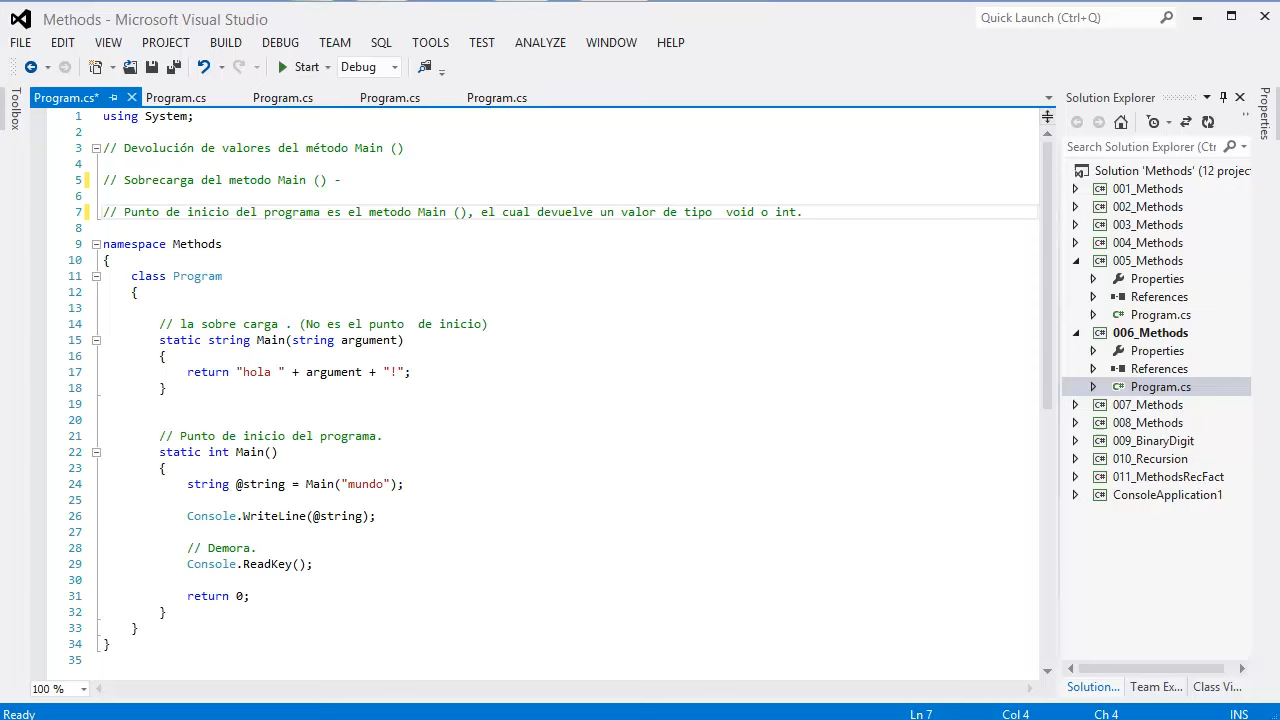 Methods - Microsoft Visual Studio
Quick Launch (Ctrl+Q)
FILE EDIT VIEW PROJECT BUILD DEBUG TEAM SQL TOOLS TEST ANALYZE WINDOW HELP
Start Debug
Toolbox
Program.cs* Program.cs Program.cs Program.cs Program.cs
1 using System;
2
3 // Devolución de valores del método Main ()
4
5 // Sobrecarga del metodo Main () -
6
7 // Punto de inicio del programa es el metodo Main (), el cual devuelve un valor de tipo  void o int.
8
9 namespace Methods
10 {
11 class Program
12 {
13
14 // la sobre carga . (No es el punto  de inicio)
15 static string Main(string argument)
16 {
17 return "hola " + argument + "!";
18 }
19
20
21 // Punto de inicio del programa.
22 static int Main()
23 {
24 string @string = Main("mundo");
25
26 Console.WriteLine(@string);
27
28 // Demora.
29 Console.ReadKey();
30
31 return 0;
32 }
33 }
34 }
35
100 %
Solution Explorer
Search Solution Explorer (Ctr
Solution 'Methods' (12 projec
C# 001_Methods
C# 002_Methods
C# 003_Methods
C# 004_Methods
C# 005_Methods
Properties
References
C# Program.cs
C# 006_Methods
Properties
References
C# Program.cs
C# 007_Methods
C# 008_Methods
C# 009_BinaryDigit
C# 010_Recursion
C# 011_MethodsRecFact
C# ConsoleApplication1
Solution... Team Ex... Class Vi...
Properties
Ready Ln 7 Col 4 Ch 4 INS